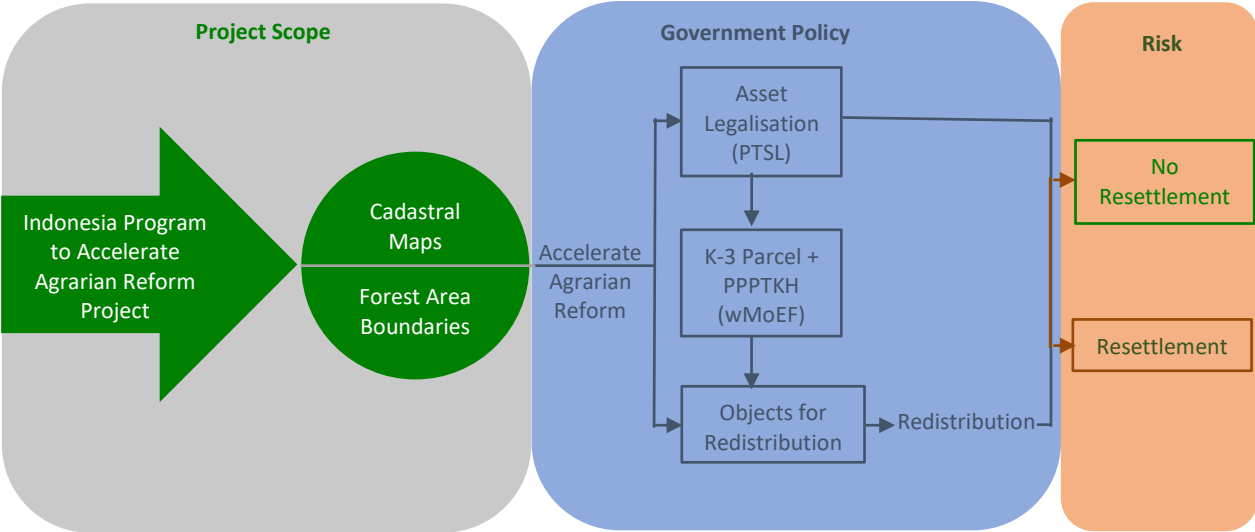 Project Scope
Indonesia Program
to Accelerate
Agrarian Reform
Project
Cadastral
Maps
Forest Area
Boundaries
Government Policy
Accelerate
Agrarian
Reform
Asset
Legalisation
(PTSL)
K-3 Parcel +
PPPTKH
(wMoEF)
Objects for
Redistribution
Redistribution
Risk
No
Resettlement
Resettlement